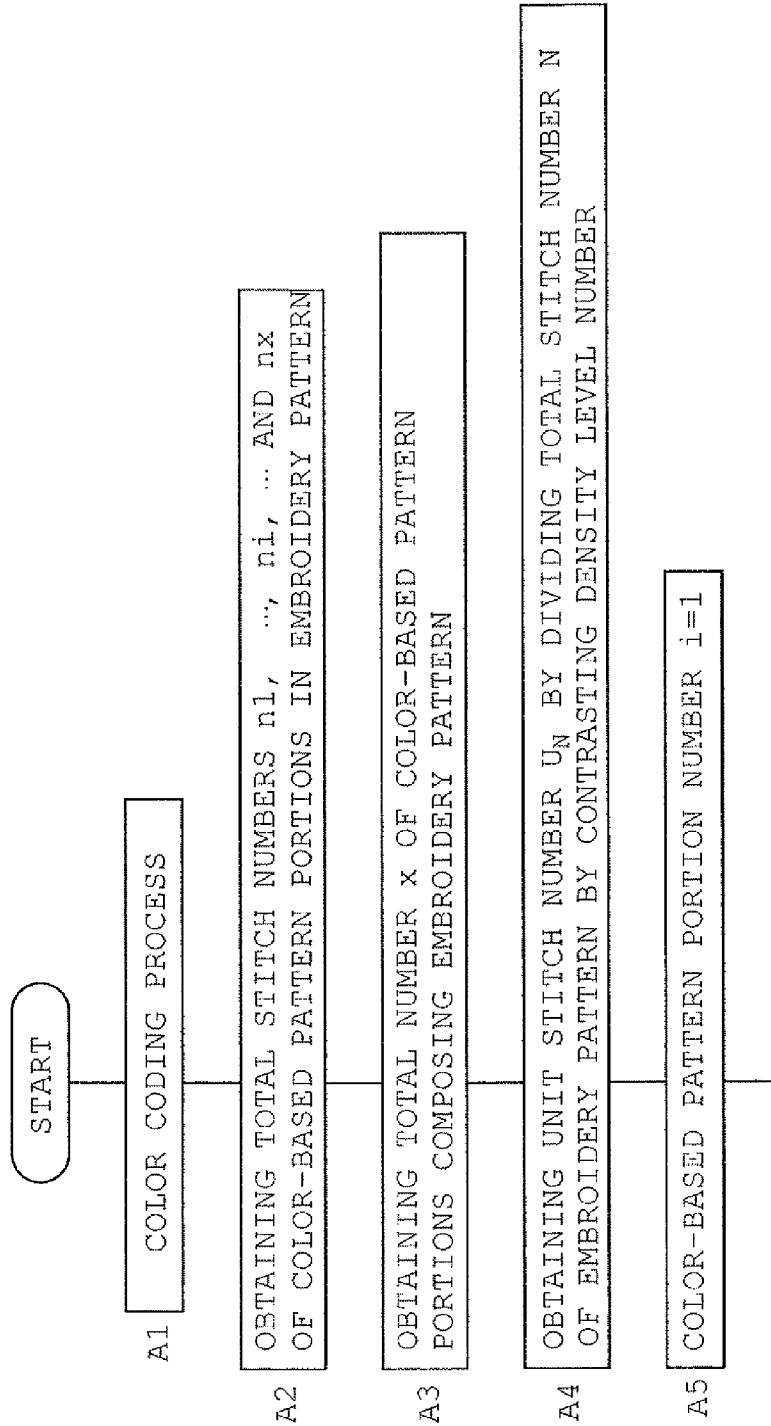 START
A1
COLOR CODING PROCESS
A2
OBTAINING TOTAL STITCH NUMBERS n1, …, ni, … AND nx
OF COLOR-BASED PATTERN PORTIONS IN EMBROIDERY PATTERN
A3
OBTAINING TOTAL NUMBER x OF COLOR-BASED PATTERN
PORTIONS COMPOSING EMBROIDERY PATTERN
A4
OBTAINING UNIT STITCH NUMBER U_N BY DIVIDING TOTAL STITCH NUMBER N
OF EMBROIDERY PATTERN BY CONTRASTING DENSITY LEVEL NUMBER
A5
COLOR-BASED PATTERN PORTION NUMBER i=1